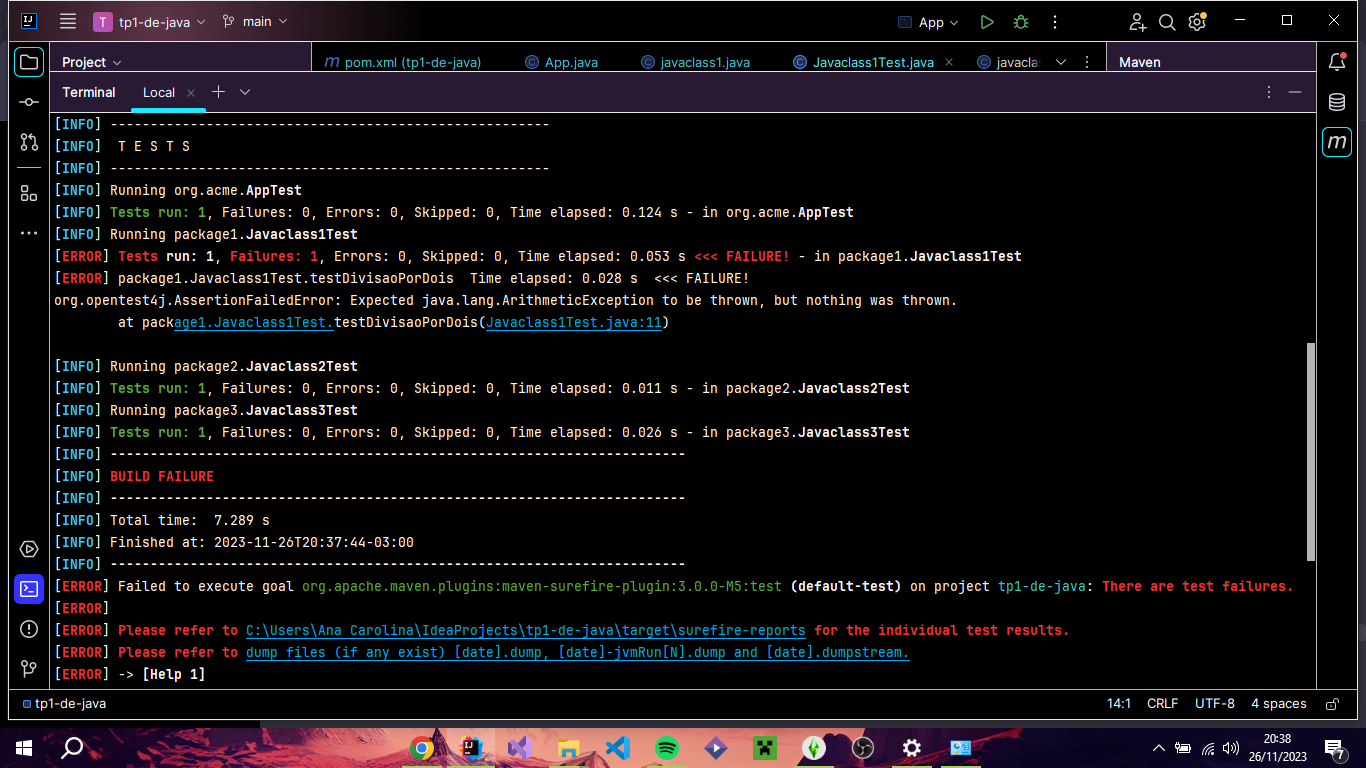 T tp1-de-java main App
Project pom.xml (tp1-de-java) App.java javaclass1.java Javaclass1Test.java javacla Maven
Terminal Local
[INFO] -------------------------------------------------------
[INFO]  T E S T S
[INFO] -------------------------------------------------------
[INFO] Running org.acme.AppTest
[INFO] Tests run: 1, Failures: 0, Errors: 0, Skipped: 0, Time elapsed: 0.124 s - in org.acme.AppTest
[INFO] Running package1.Javaclass1Test
[ERROR] Tests run: 1, Failures: 1, Errors: 0, Skipped: 0, Time elapsed: 0.053 s <<< FAILURE! - in package1.Javaclass1Test
[ERROR] package1.Javaclass1Test.testDivisaoPorDois  Time elapsed: 0.028 s  <<< FAILURE!
org.opentest4j.AssertionFailedError: Expected java.lang.ArithmeticException to be thrown, but nothing was thrown.
at package1.Javaclass1Test.testDivisaoPorDois(Javaclass1Test.java:11)
[INFO] Running package2.Javaclass2Test
[INFO] Tests run: 1, Failures: 0, Errors: 0, Skipped: 0, Time elapsed: 0.011 s - in package2.Javaclass2Test
[INFO] Running package3.Javaclass3Test
[INFO] Tests run: 1, Failures: 0, Errors: 0, Skipped: 0, Time elapsed: 0.026 s - in package3.Javaclass3Test
[INFO] ------------------------------------------------------------------------
[INFO] BUILD FAILURE
[INFO] ------------------------------------------------------------------------
[INFO] Total time:  7.289 s
[INFO] Finished at: 2023-11-26T20:37:44-03:00
[INFO] ------------------------------------------------------------------------
[ERROR] Failed to execute goal org.apache.maven.plugins:maven-surefire-plugin:3.0.0-M5:test (default-test) on project tp1-de-java: There are test failures.
[ERROR]
[ERROR] Please refer to C:\Users\Ana Carolina\IdeaProjects\tp1-de-java\target\surefire-reports for the individual test results.
[ERROR] Please refer to dump files (if any exist) [date].dump, [date]-jvmRun[N].dump and [date].dumpstream.
[ERROR] -> [Help 1]
tp1-de-java 14:1 CRLF UTF-8 4 spaces
20:38
26/11/2023
7